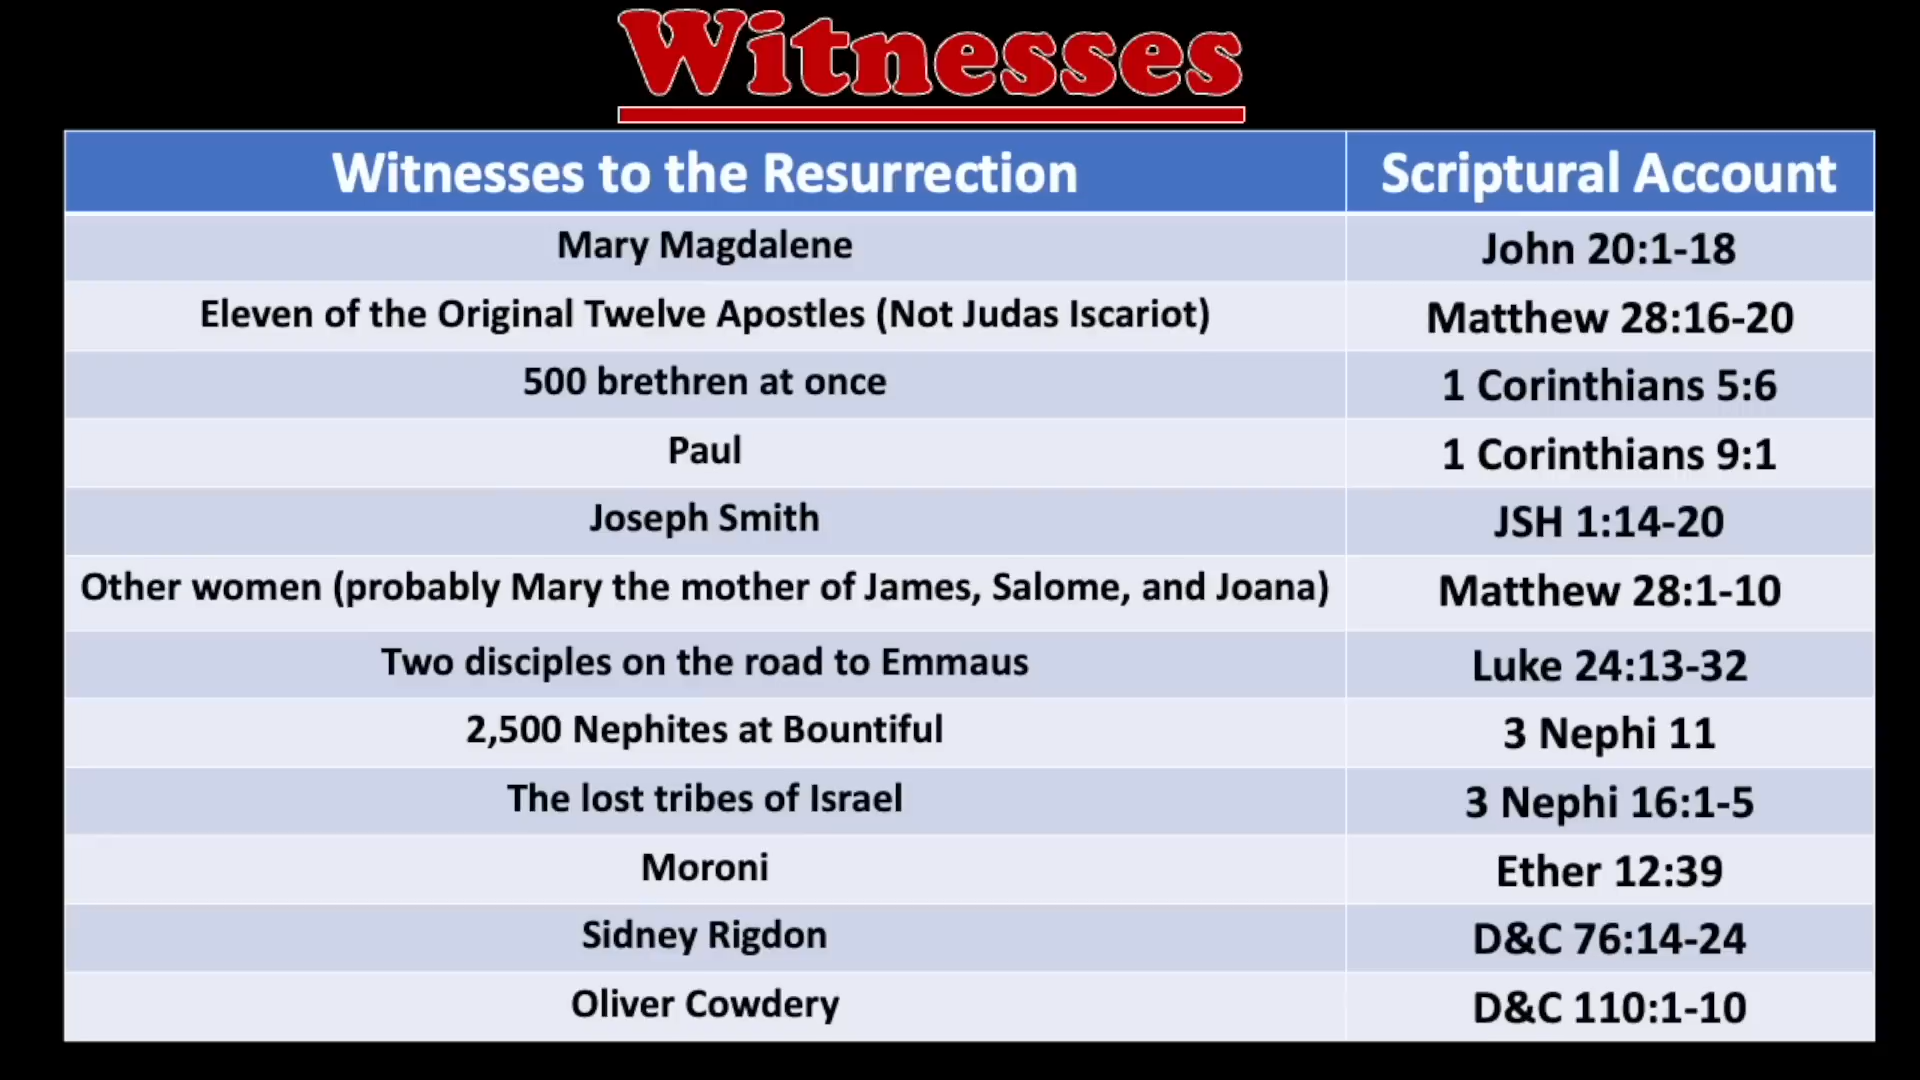 Witnesses
Witnesses to the Resurrection Scriptural Account
Mary Magdalene John 20:1-18
Eleven of the Original Twelve Apostles (Not Judas Iscariot) Matthew 28:16-20
500 brethren at once 1 Corinthians 5:6
Paul 1 Corinthians 9:1
Joseph Smith JSH 1:14-20
Other women (probably Mary the mother of James, Salome, and Joana) Matthew 28:1-10
Two disciples on the road to Emmaus Luke 24:13-32
2,500 Nephites at Bountiful 3 Nephi 11
The lost tribes of Israel 3 Nephi 16:1-5
Moroni Ether 12:39
Sidney Rigdon D&C 76:14-24
Oliver Cowdery D&C 110:1-10